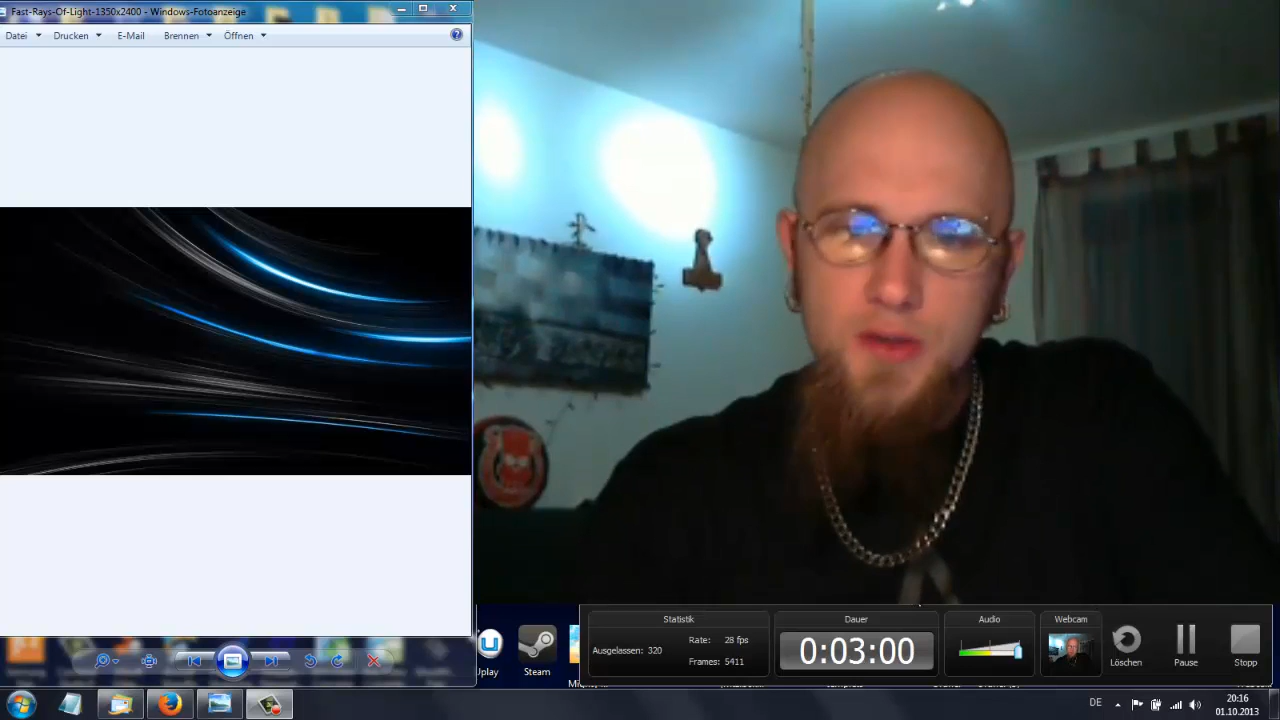 Fast-Rays-Of-Light-1350x2400 - Windows-Fotoanzeige
Datei Drucken E-Mail Brennen Öffnen
Statistik
Rate: 28 fps
Ausgelassen: 320
Frames: 5411
Dauer
0:03:00
Audio
Webcam
Löschen
Pause
Stopp
Uplay
Steam
DE
20:16
01.10.2013